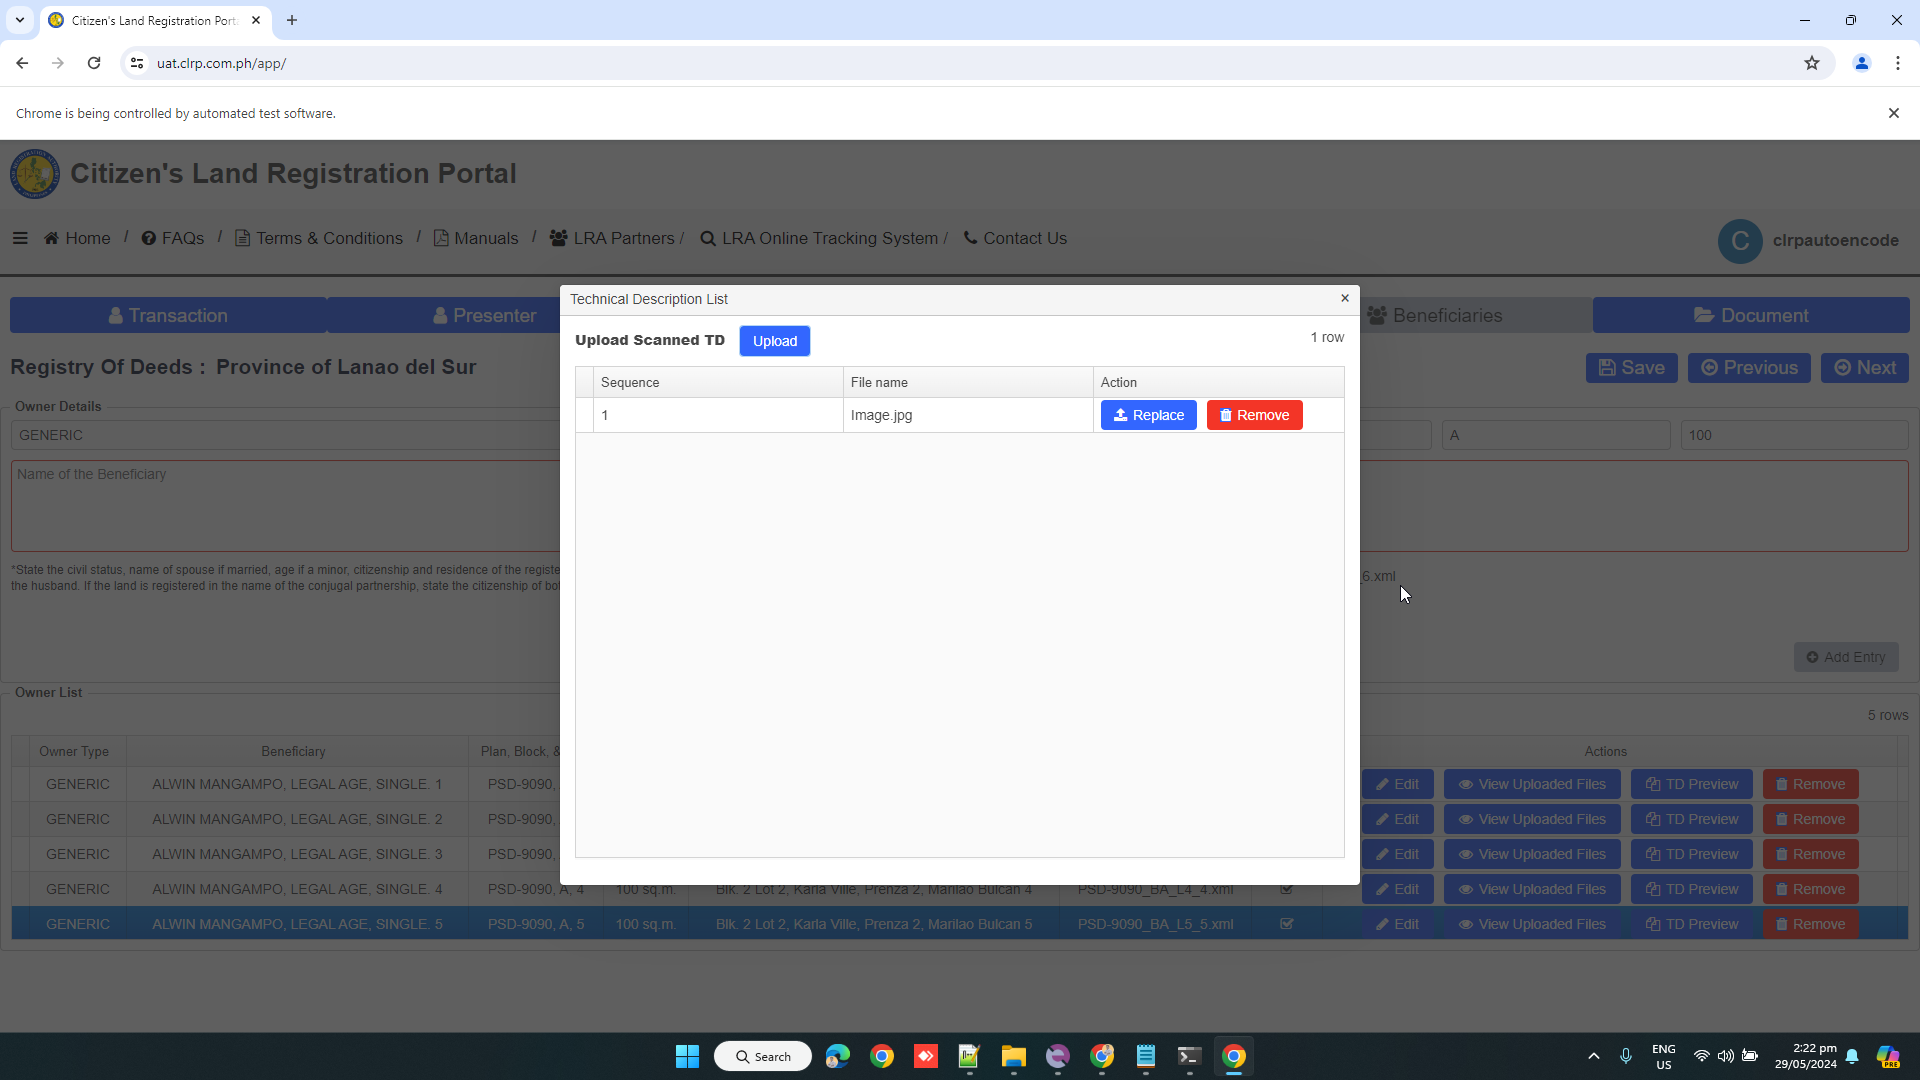 Citizen's Land Registration Port
uat.clrp.com.ph/app/
Chrome is being controlled by automated test software.
Citizen's Land Registration Portal
Home / FAQs / Terms & Conditions / Manuals / LRA Partners / LRA Online Tracking System / Contact Us
C clrpautoencode
Transaction Presenter Beneficiaries Document
Registry Of Deeds : Province of Lanao del Sur
Save Previous Next
Technical Description List
Upload Scanned TD Upload 1 row
Sequence File name Action
1 Image.jpg Replace Remove
Owner Details
GENERIC A 100
Name of the Beneficiary
*State the civil status, name of spouse if married, age if a minor, citizenship and residence of the registe
the husband. If the land is registered in the name of the conjugal partnership, state the citizenship of bo
6.xml
Add Entry
Owner List
5 rows
Owner Type Beneficiary Plan, Block, & Actions
GENERIC ALWIN MANGAMPO, LEGAL AGE, SINGLE. 1 PSD-9090, Edit View Uploaded Files TD Preview Remove
GENERIC ALWIN MANGAMPO, LEGAL AGE, SINGLE. 2 PSD-9090, Edit View Uploaded Files TD Preview Remove
GENERIC ALWIN MANGAMPO, LEGAL AGE, SINGLE. 3 PSD-9090, Edit View Uploaded Files TD Preview Remove
GENERIC ALWIN MANGAMPO, LEGAL AGE, SINGLE. 4 PSD-9090, A, 4 100 sq.m. Blk. 2 Lot 2, Karla Ville, Prenza 2, Marilao Bulcan 4 PSD-9090_BA_L4_4.xml Edit View Uploaded Files TD Preview Remove
GENERIC ALWIN MANGAMPO, LEGAL AGE, SINGLE. 5 PSD-9090, A, 5 100 sq.m. Blk. 2 Lot 2, Karla Ville, Prenza 2, Marilao Bulcan 5 PSD-9090_BA_L5_5.xml Edit View Uploaded Files TD Preview Remove
Search
ENG
US
2:22 pm
29/05/2024
PRE